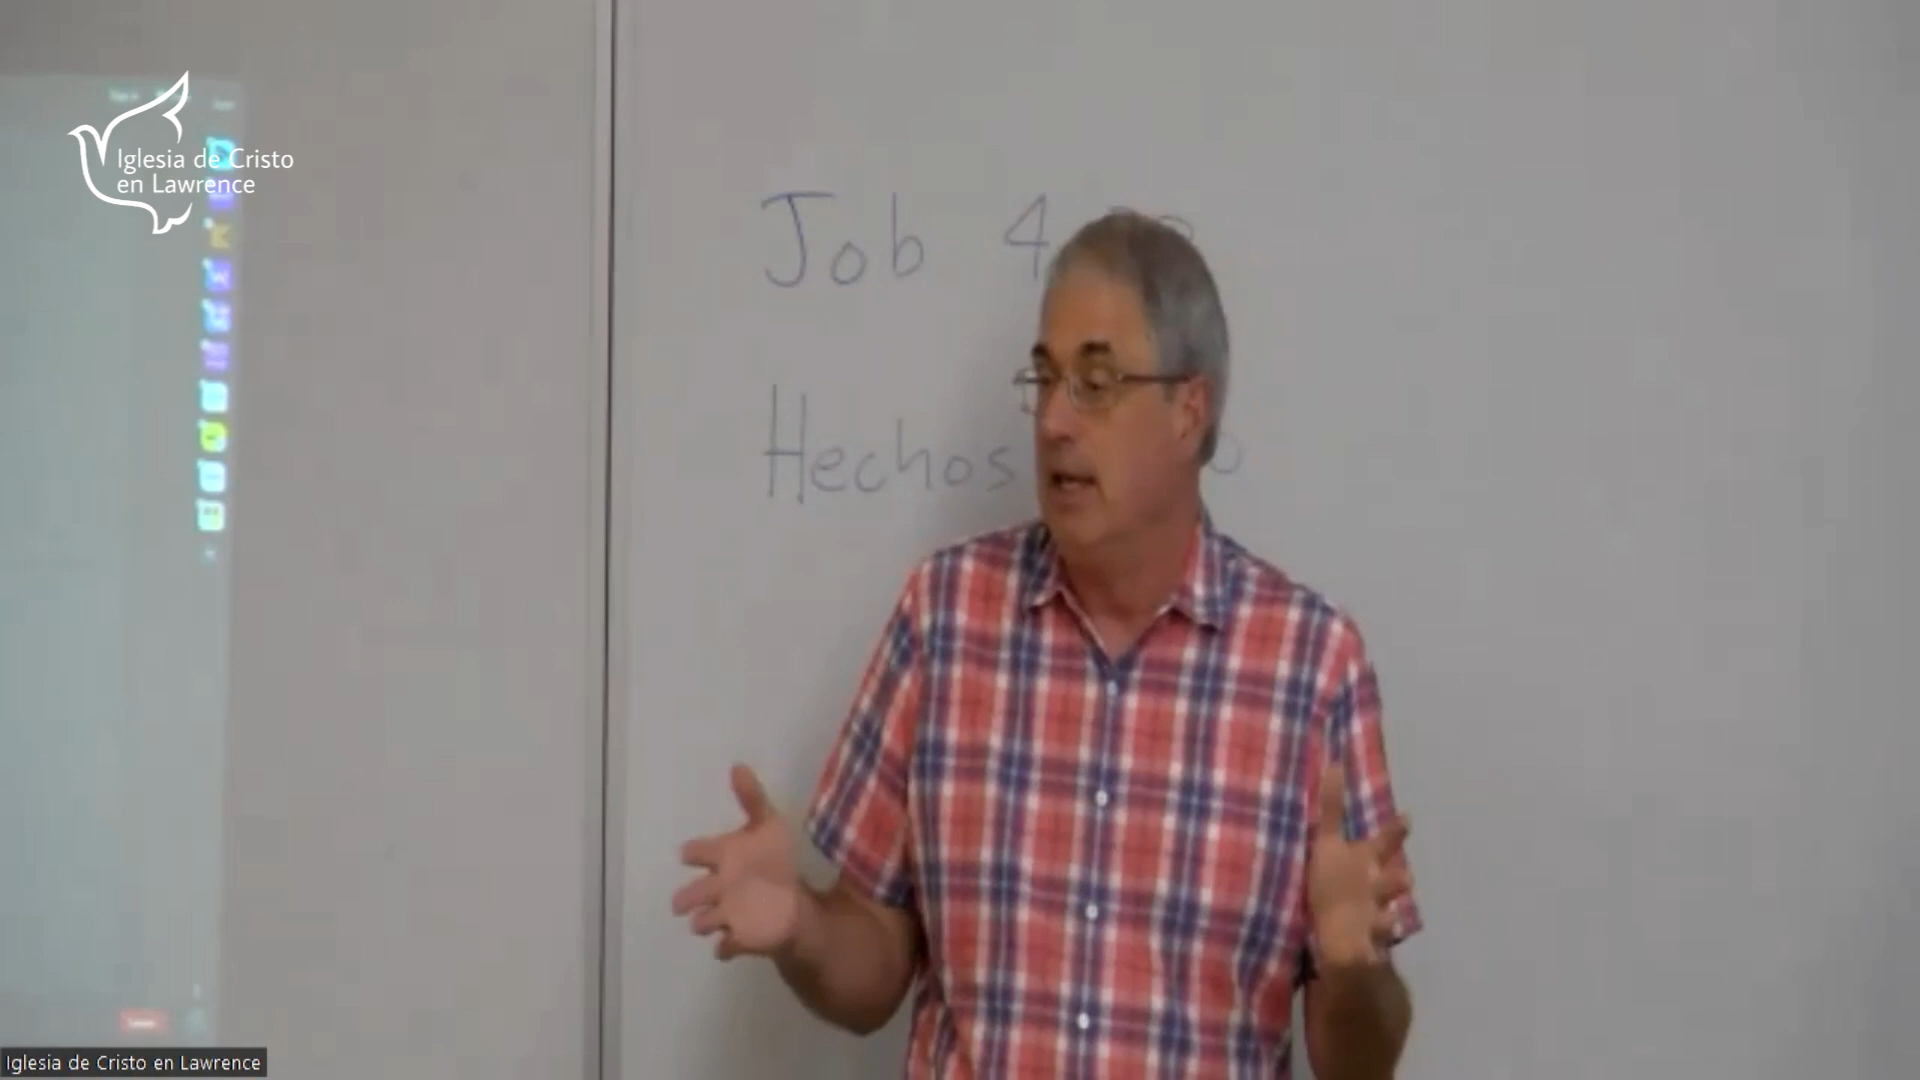 Iglesia de Cristo
en Lawrence
Job 4
Hechos
Iglesia de Cristo en Lawrence